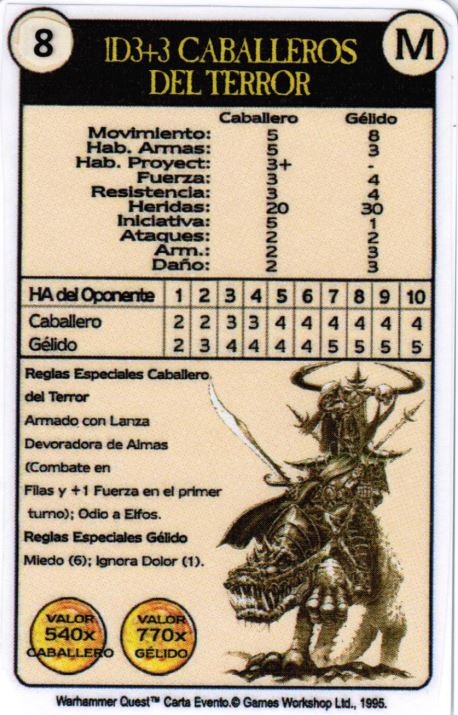 8
1D3+3 CABALLEROS
DEL TERROR
M
Caballero Gélido
Movimiento: 5 8
Hab. Armas: 5 3
Hab. Proyect: 3+ -
Fuerza: 3 4
Resistencia: 3 4
Heridas: 20 30
Iniciativa: 5 1
Ataques: 2 2
Arm.: 2 3
Daño: 2 3
HA del Oponente 1 2 3 4 5 6 7 8 9 10
Caballero 2 2 3 3 4 4 4 4 4 4
Gélido 2 3 4 4 4 4 5 5 5 5
Reglas Especiales Caballero
del Terror
Armado con Lanza
Devoradora de Almas
(Combate en
Filas y +1 Fuerza en el primer
turno); Odio a Elfos.
Reglas Especiales Gélido
Miedo (6); Ignora Dolor (1).
VALOR
540x
CABALLERO
VALOR
770x
GÉLIDO
Warhammer Quest™ Carta Evento.© Games Workshop Ltd., 1995.